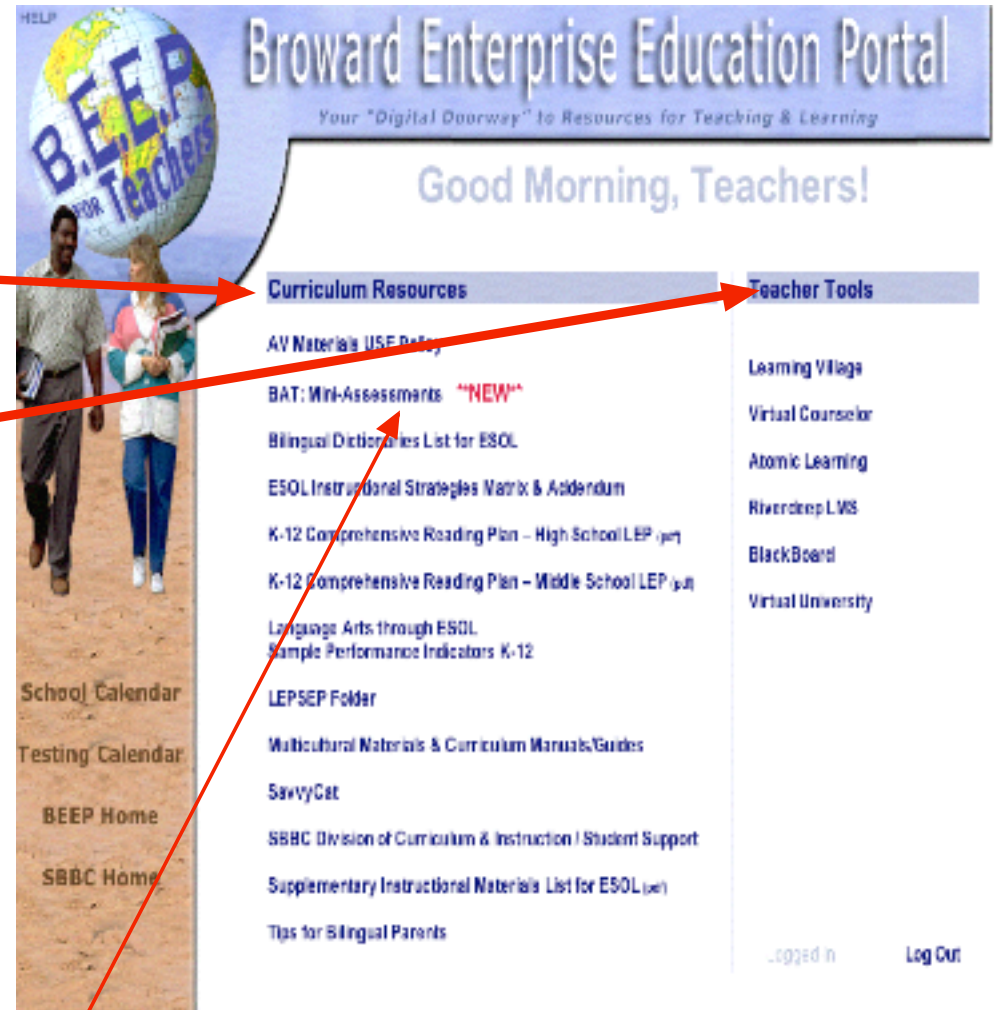 HELP
B.E.E.P
FOR Teachers
Broward Enterprise Education Portal
Your "Digital Doorway" to Resources for Teaching & Learning
Good Morning, Teachers!
Curriculum Resources
AV Materials USE Policy
BAT: Mini-Assessments **NEW**
Bilingual Dictionaries List for ESOL
ESOL Instructional Strategies Matrix & Addendum
K-12 Comprehensive Reading Plan – High School LEP (pdf)
K-12 Comprehensive Reading Plan – Middle School LEP (pdf)
Language Arts through ESOL
Sample Performance Indicators K-12
LEPSEP Folder
Multicultural Materials & Curriculum Manuals/Guides
SavvyCat
SBBC Division of Curriculum & Instruction / Student Support
Supplementary Instructional Materials List for ESOL (pdf)
Tips for Bilingual Parents
Teacher Tools
Learning Village
Virtual Counselor
Atomic Learning
Riverdeep LMS
BlackBoard
Virtual University
Logged in Log Out
School Calendar
Testing Calendar
BEEP Home
SBBC Home